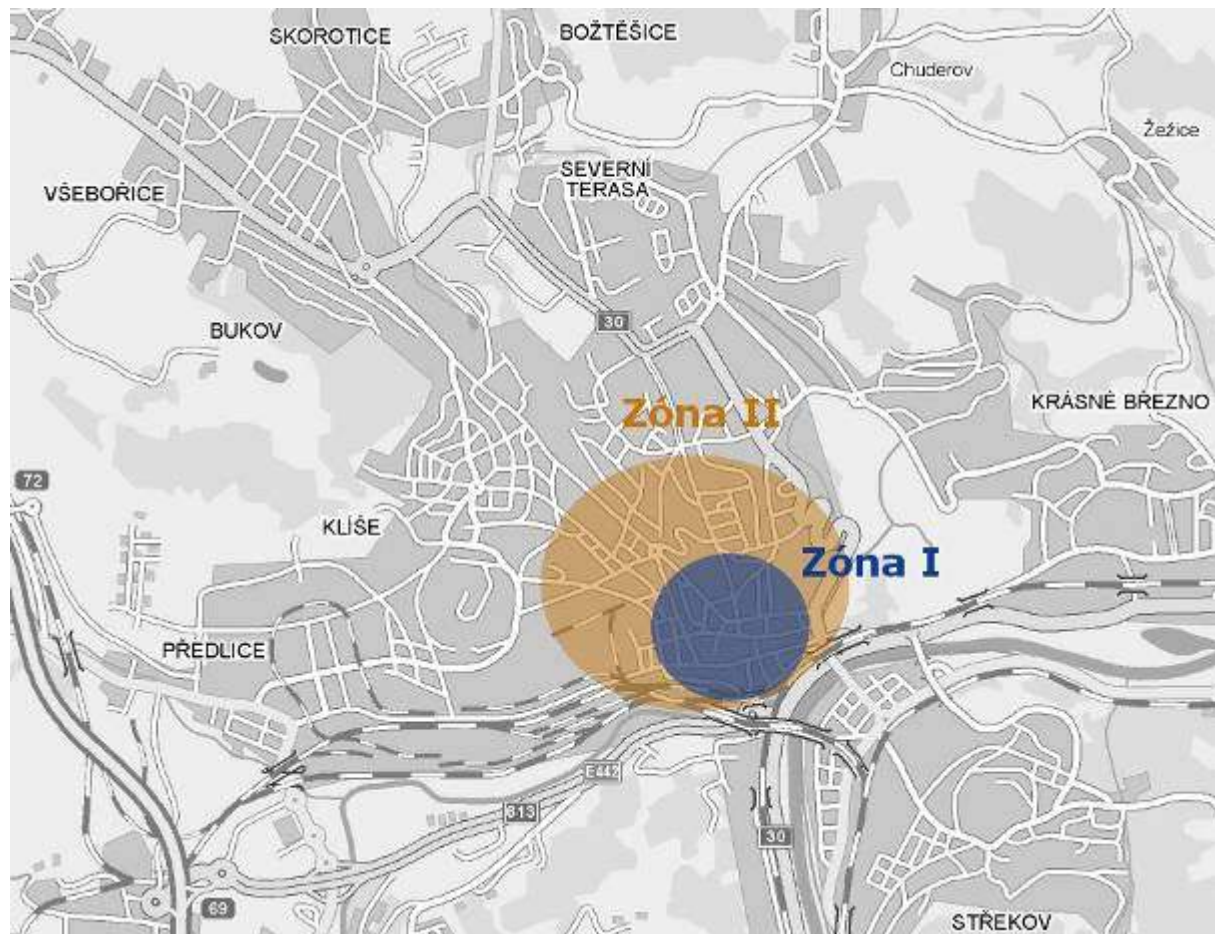 SKOROTICE
BOŽTĚŠICE
Chuderov
Žežice
SEVERNÍ
TERASA
VŠEBOŘICE
30
BUKOV
Zóna II
KRÁSNÉ BŘEZNO
72
KLÍŠE
Zóna I
PŘEDLICE
E442
613
30
69
STŘEKOV